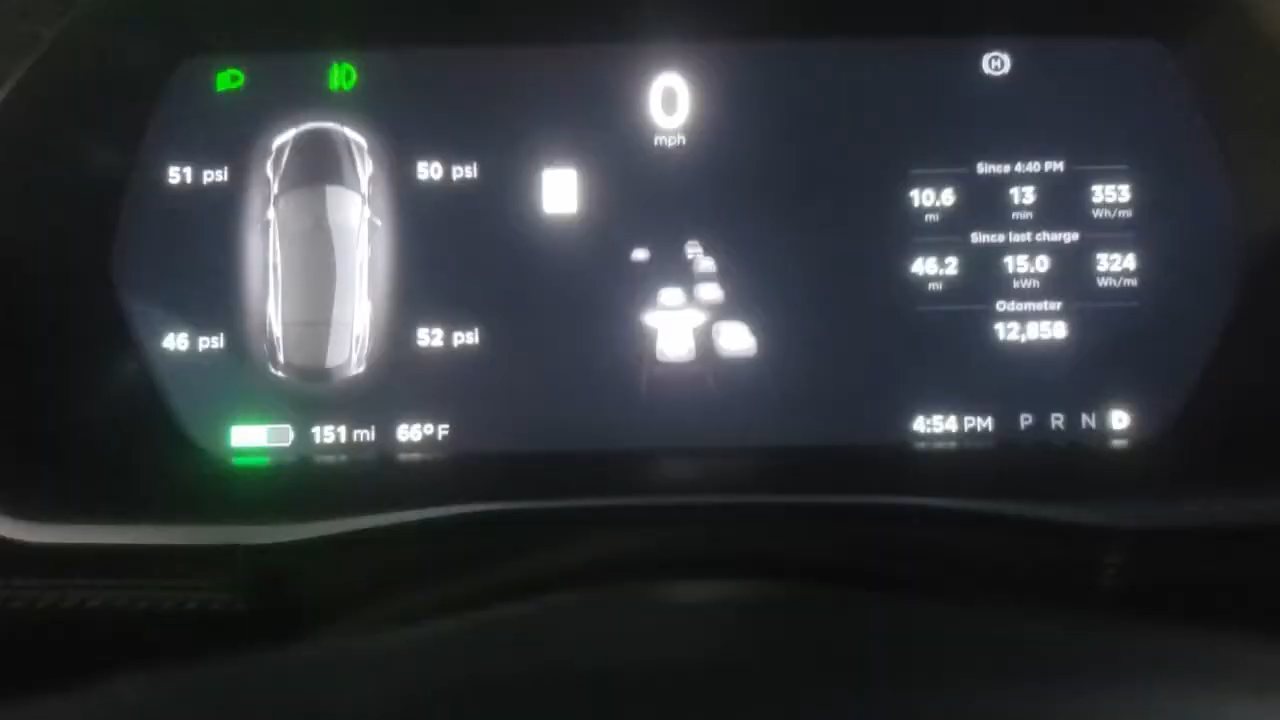 0
mph
51 psi
50 psi
46 psi
52 psi
H
Since 4:40 PM
10.6 13 353
mi min Wh/mi
Since last charge
46.2 15.0 324
mi kWh Wh/mi
Odometer
12,858
151 mi 66°F
4:54 PM P R N D